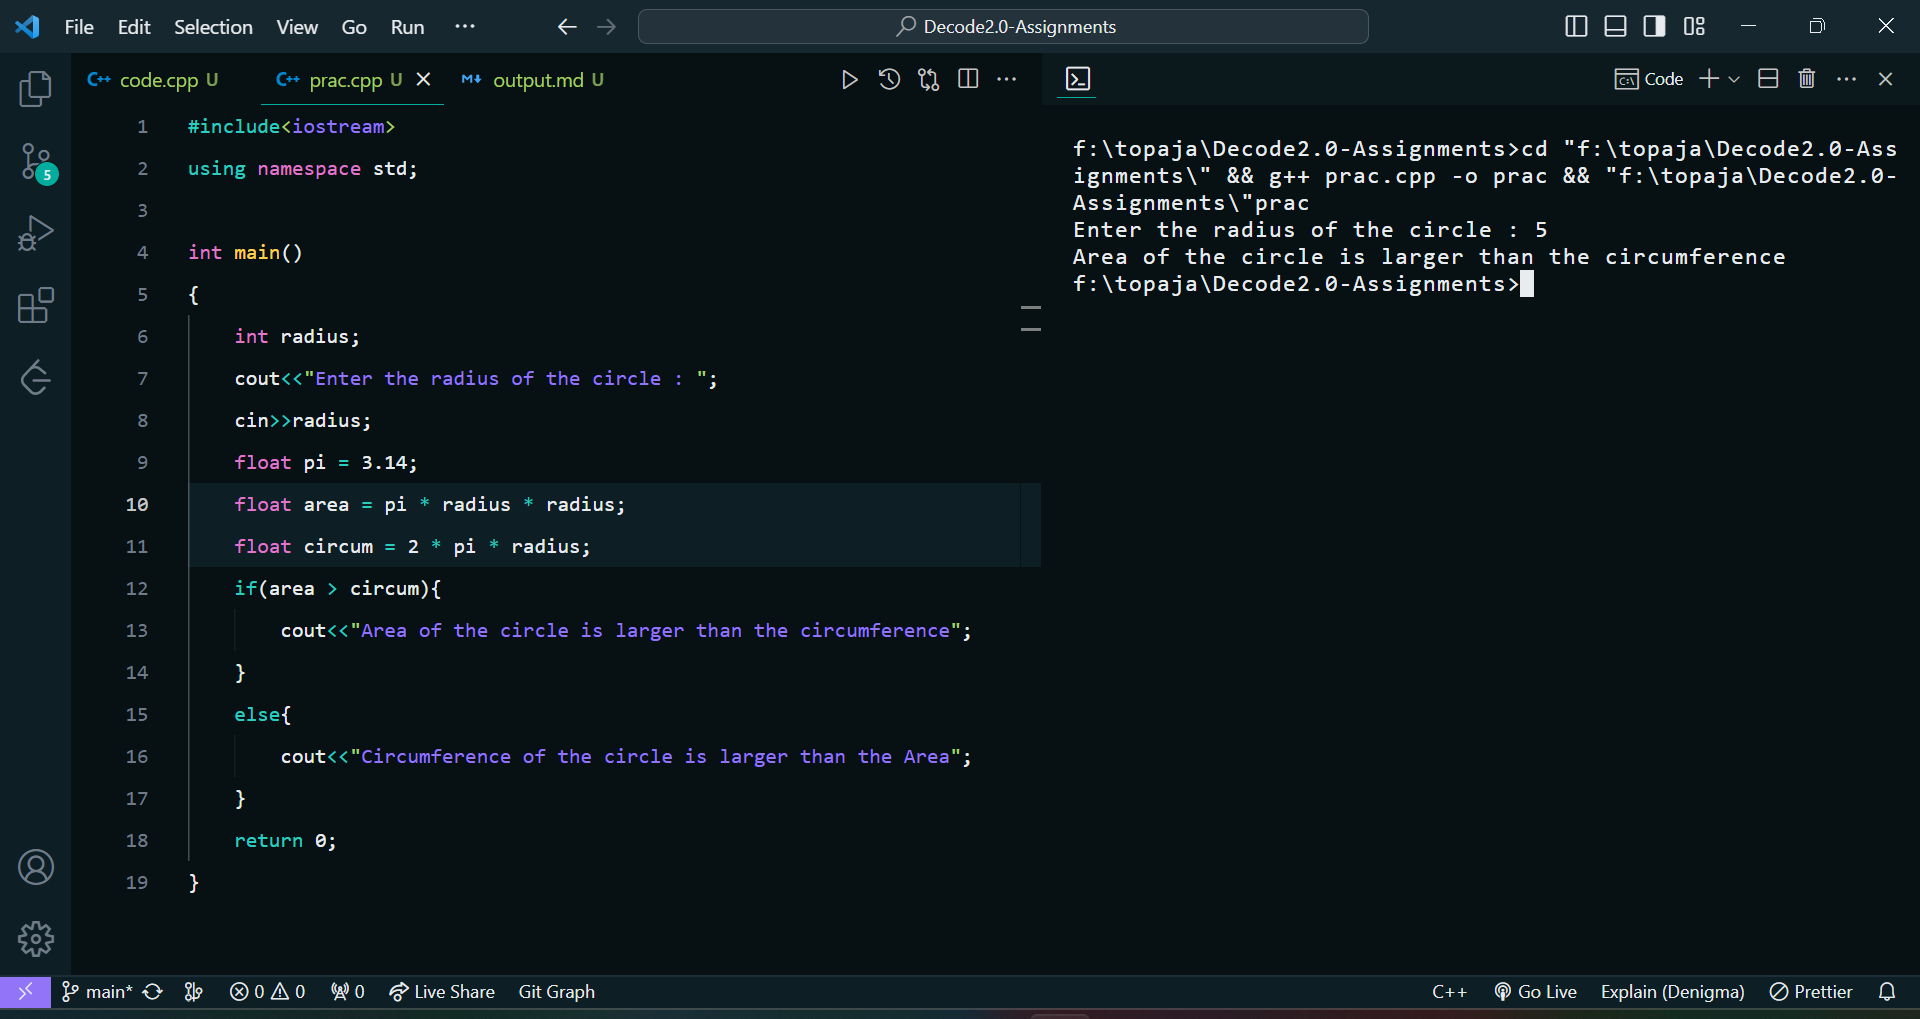 File Edit Selection View Go Run ··· Decode2.0-Assignments
C++ code.cpp U C++ prac.cpp U M↓ output.md U Code
1 #include<iostream>
2 using namespace std;
3
4 int main()
5 {
6 int radius;
7 cout<<"Enter the radius of the circle : ";
8 cin>>radius;
9 float pi = 3.14;
10 float area = pi * radius * radius;
11 float circum = 2 * pi * radius;
12 if(area > circum){
13 cout<<"Area of the circle is larger than the circumference";
14 }
15 else{
16 cout<<"Circumference of the circle is larger than the Area";
17 }
18 return 0;
19 }
f:\topaja\Decode2.0-Assignments>cd "f:\topaja\Decode2.0-Ass
ignments\" && g++ prac.cpp -o prac && "f:\topaja\Decode2.0-
Assignments\"prac
Enter the radius of the circle : 5
Area of the circle is larger than the circumference
f:\topaja\Decode2.0-Assignments>
5
main* 0 0 0 Live Share Git Graph C++ Go Live Explain (Denigma) Prettier